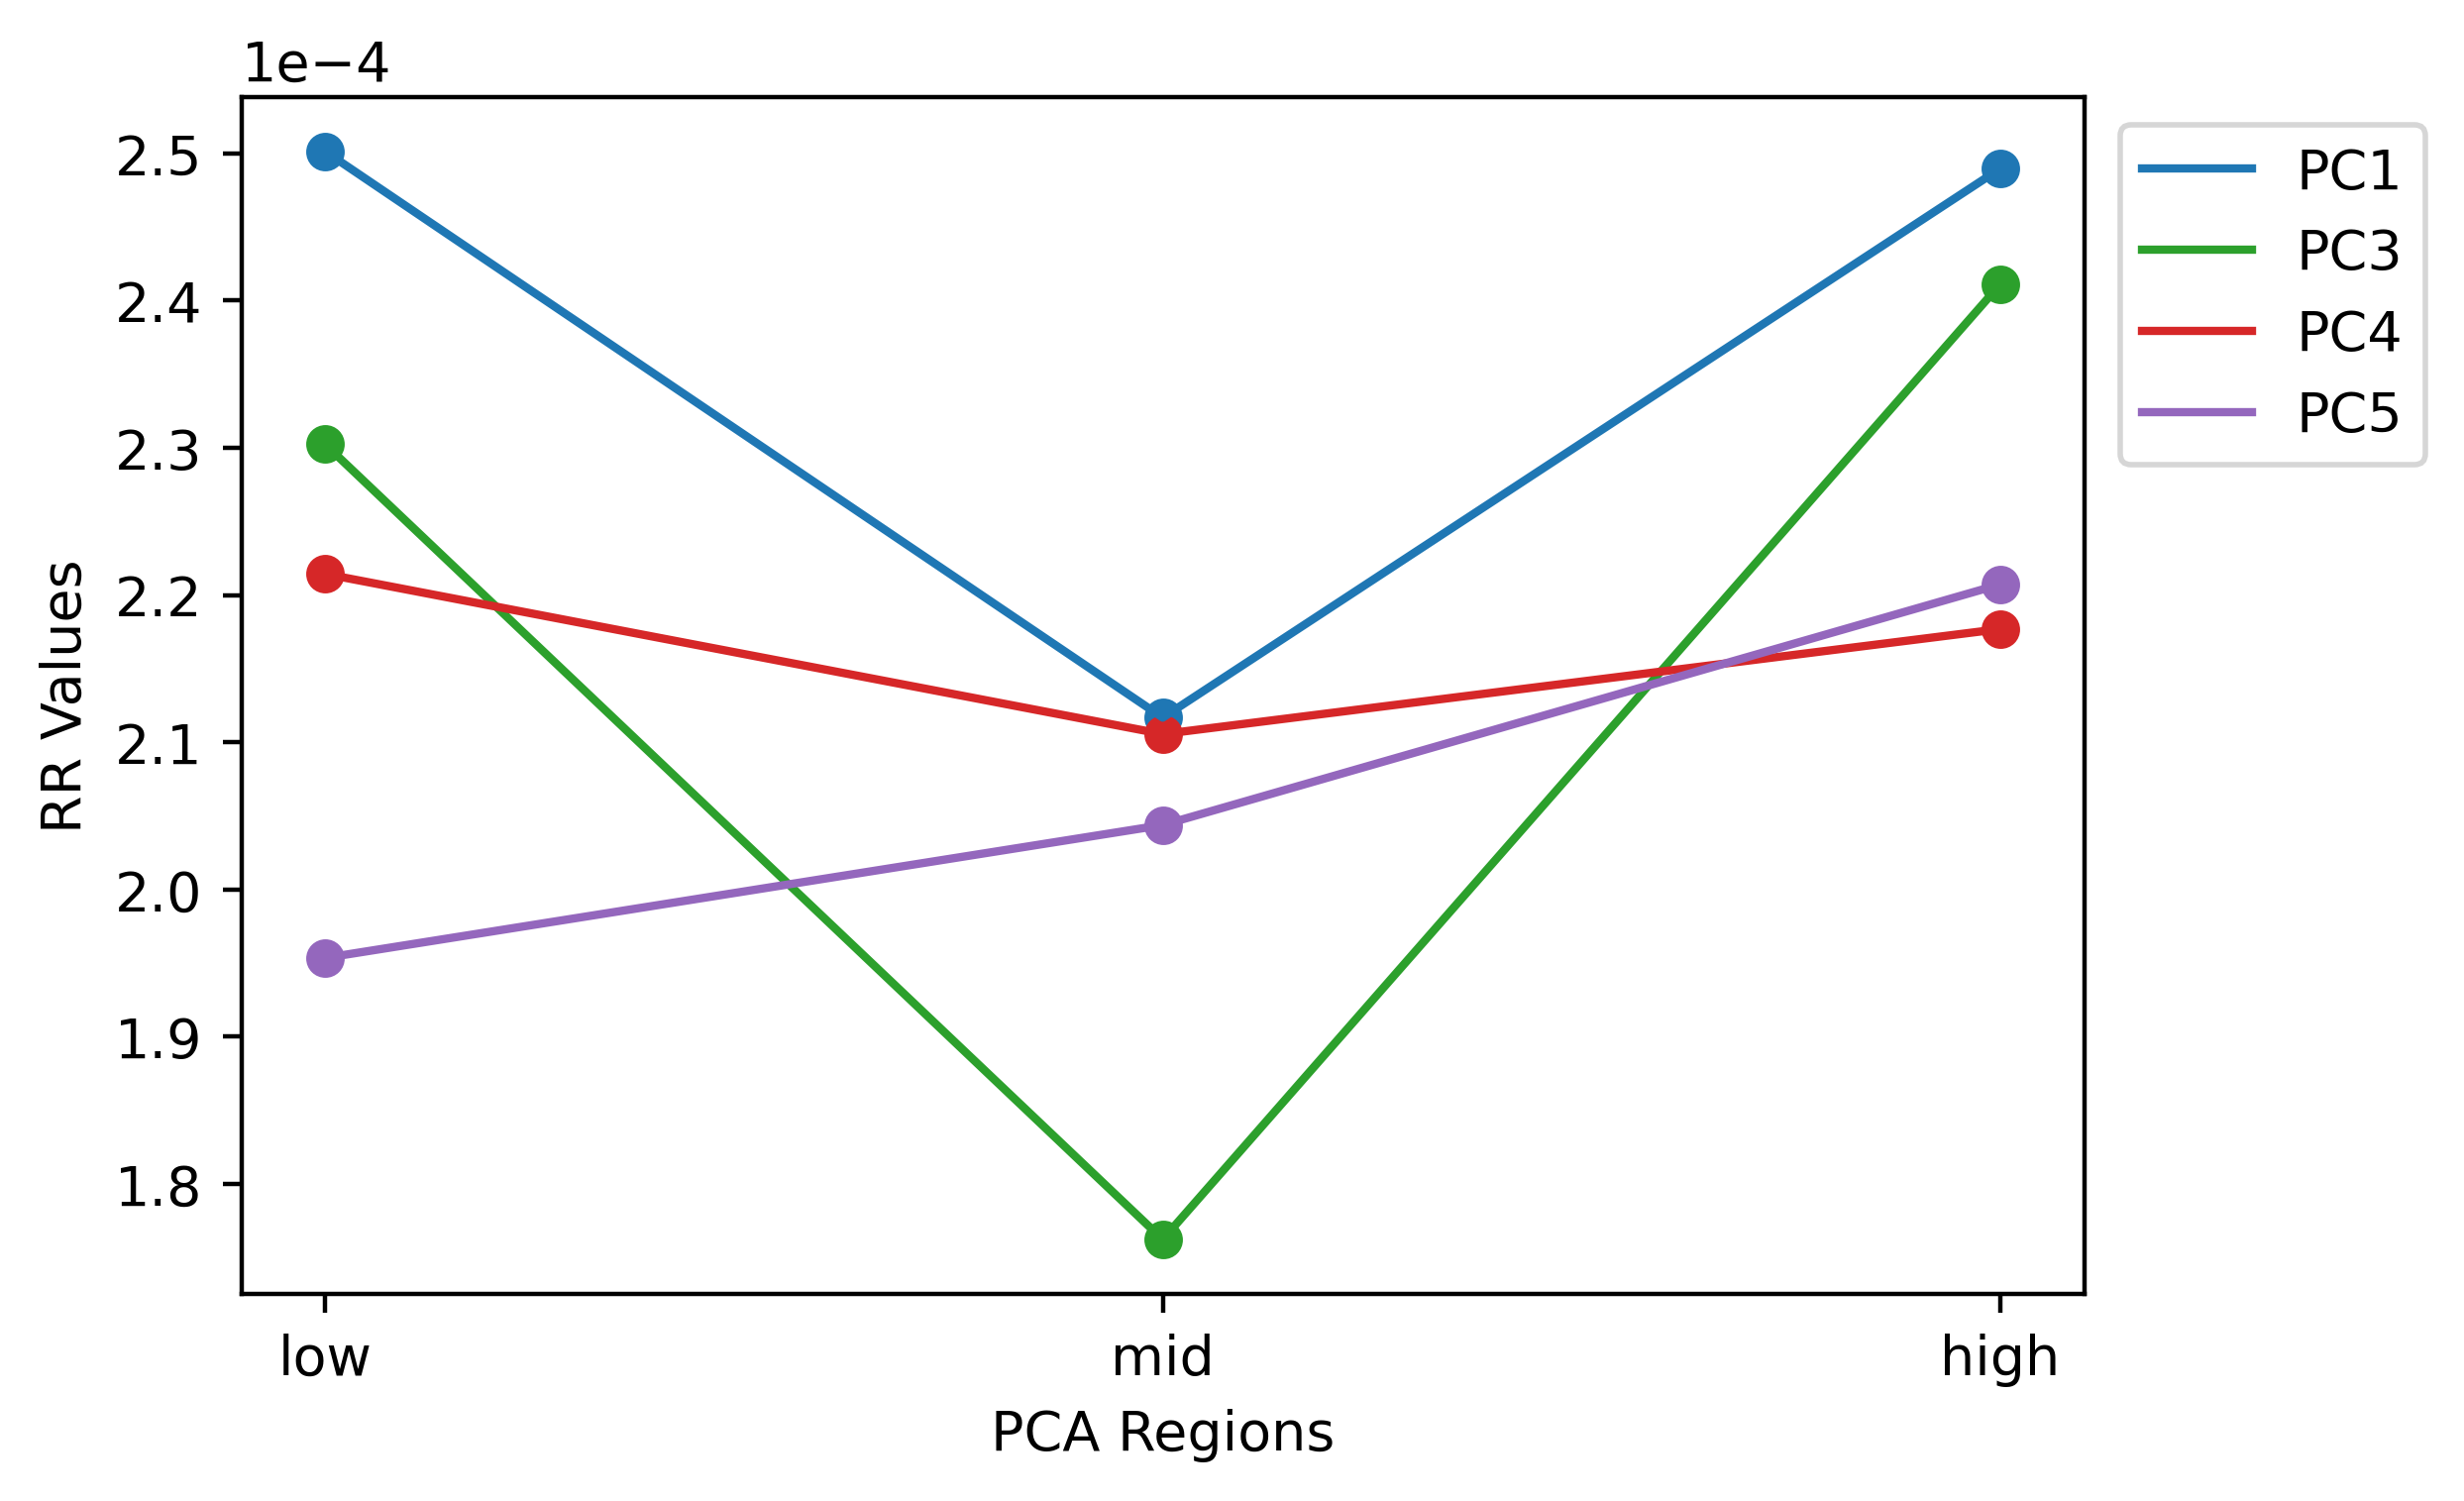 1e−4
2.5
2.4
2.3
2.2
2.1
2.0
1.9
1.8
RR Values
low
mid
high
PCA Regions
PC1
PC3
PC4
PC5